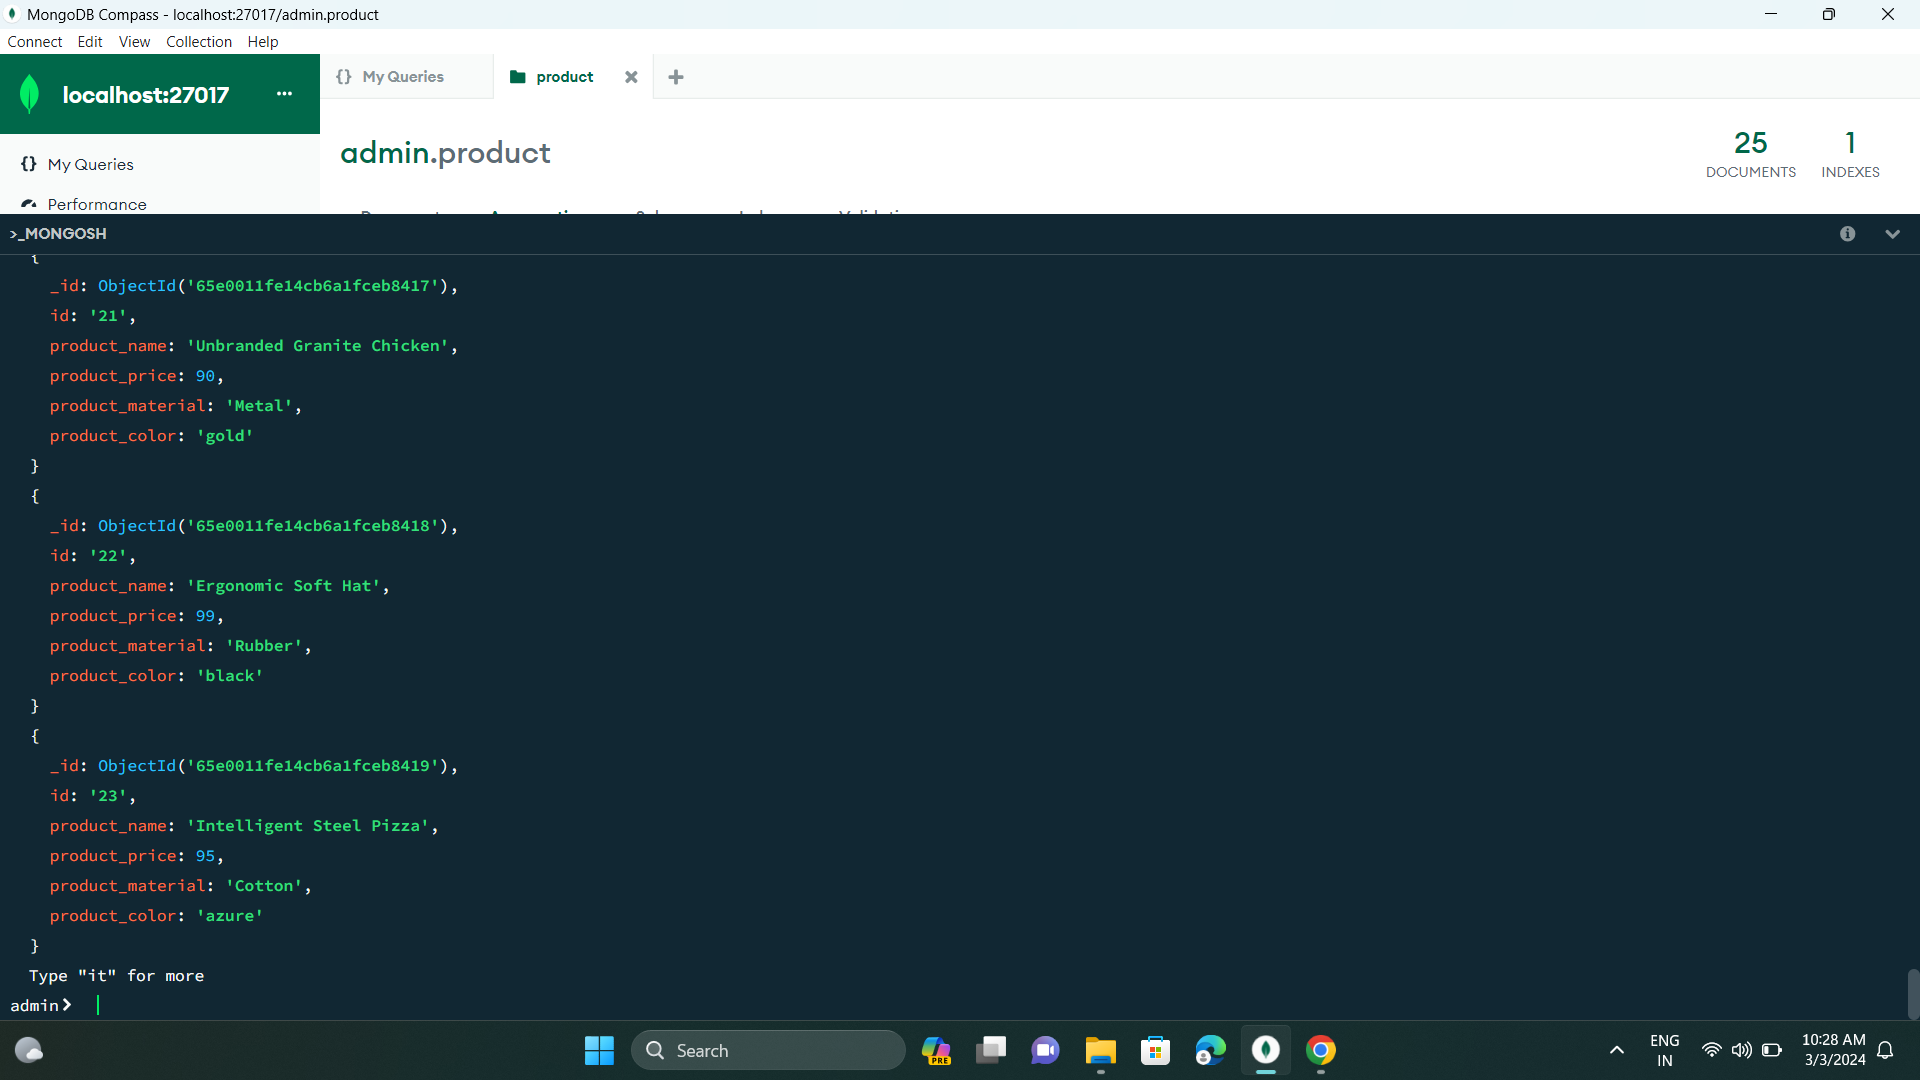 MongoDB Compass - localhost:27017/admin.product
Connect Edit View Collection Help
localhost:27017 ...
{} My Queries
product
{} My Queries
Performance
admin.product
25
DOCUMENTS
1
INDEXES
>_MONGOSH
{
_id: ObjectId('65e0011fe14cb6a1fceb8417'),
id: '21',
product_name: 'Unbranded Granite Chicken',
product_price: 90,
product_material: 'Metal',
product_color: 'gold'
}
{
_id: ObjectId('65e0011fe14cb6a1fceb8418'),
id: '22',
product_name: 'Ergonomic Soft Hat',
product_price: 99,
product_material: 'Rubber',
product_color: 'black'
}
{
_id: ObjectId('65e0011fe14cb6a1fceb8419'),
id: '23',
product_name: 'Intelligent Steel Pizza',
product_price: 95,
product_material: 'Cotton',
product_color: 'azure'
}
Type "it" for more
admin>
Search
PRE
ENG
IN
10:28 AM
3/3/2024